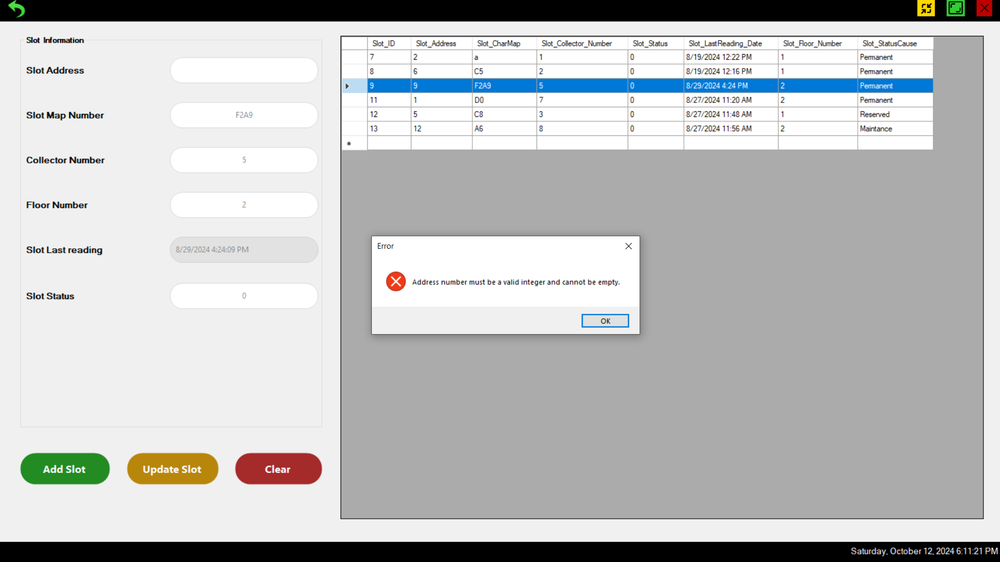 Slot Information
Slot Address
Slot Map Number F2A9
Collector Number 5
Floor Number 2
Slot Last reading 8/29/2024 4:24:09 PM
Slot Status 0
Add Slot Update Slot Clear
Slot_ID Slot_Address Slot_CharMap Slot_Collector_Number Slot_Status Slot_LastReading_Date Slot_Floor_Number Slot_StatusCause
7 2 a 1 0 8/19/2024 12:22 PM 1 Permanent
8 6 C5 2 0 8/19/2024 12:16 PM 1 Permanent
9 9 F2A9 5 0 8/29/2024 4:24 PM 2 Permanent
11 1 D0 7 0 8/27/2024 11:20 AM 2 Permanent
12 5 C8 3 0 8/27/2024 11:48 AM 1 Reserved
13 12 A6 8 0 8/27/2024 11:56 AM 2 Maintance
Error
Address number must be a valid integer and cannot be empty.
OK
Saturday, October 12, 2024 6:11:21 PM